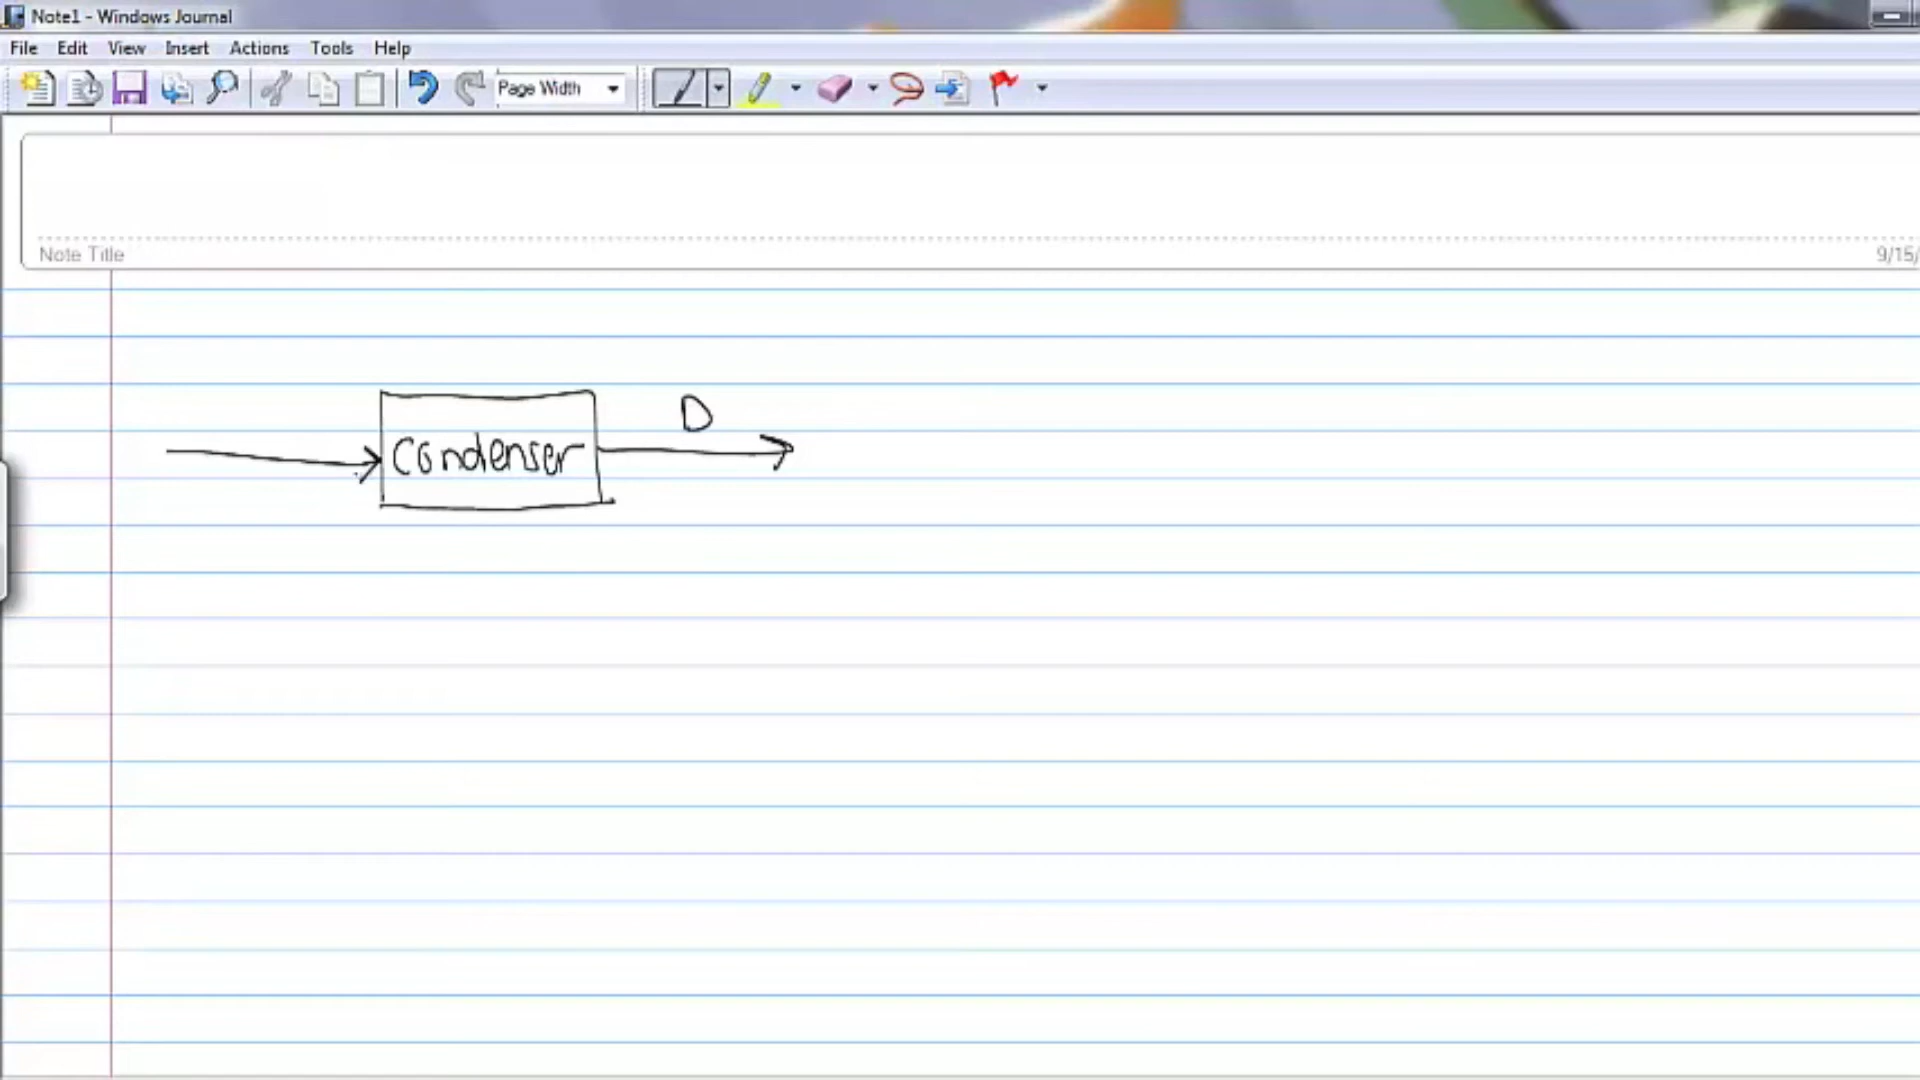 Note1 - Windows Journal
File Edit View Insert Actions Tools Help
Page Width
Note Title
9/15/
D
Condenser